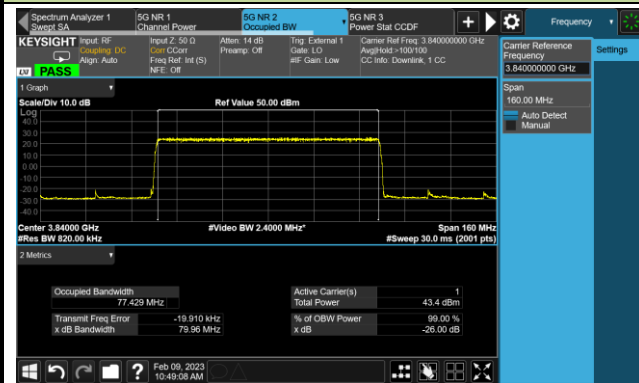 Spectrum Analyzer 1
Swept SA
5G NR 1
Channel Power
5G NR 2
Occupied BW
5G NR 3
Power Stat CCDF
Frequency
KEYSIGHT
Input: RF
Coupling: DC
Align: Auto
Input Z: 50 Ω
Corr CCorr
Freq Ref: Int (S)
NFE: Off
Atten: 14 dB
Preamp: Off
Trig: External 1
Gate: LO
#IF Gain: Low
Carrier Ref Freq: 3.840000000 GHz
Avg|Hold:>100/100
CC Info: Downlink, 1 CC
LXI
PASS
Carrier Reference
Frequency
3.840000000 GHz
Settings
Span
160.00 MHz
Auto Detect
Manual
1 Graph
Scale/Div 10.0 dB
Ref Value 50.00 dBm
Log
40.0
30.0
20.0
10.0
0.00
-10.0
-20.0
-30.0
-40.0
Center 3.84000 GHz
#Res BW 820.00 kHz
#Video BW 2.4000 MHz*
Span 160 MHz
#Sweep 30.0 ms (2001 pts)
2 Metrics
Occupied Bandwidth
77.429 MHz
Active Carrier(s) 1
Total Power 43.4 dBm
Transmit Freq Error -19.910 kHz
x dB Bandwidth 79.96 MHz
% of OBW Power 99.00 %
x dB -26.00 dB
?
Feb 09, 2023
10:49:08 AM